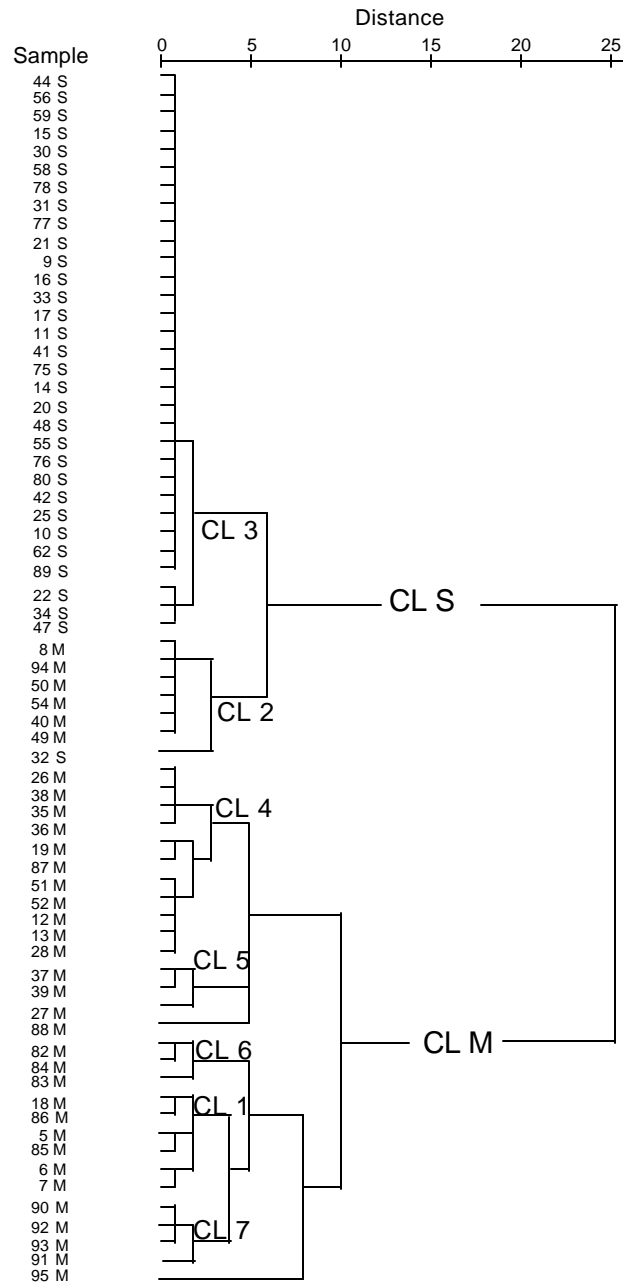 Distance
Sample 0 5 10 15 20 25
44 S
56 S
59 S
15 S
30 S
58 S
78 S
31 S
77 S
21 S
9 S
16 S
33 S
17 S
11 S
41 S
75 S
14 S
20 S
48 S
55 S
76 S
80 S
42 S
25 S
10 S
CL 3
62 S
89 S
22 S
CL S
34 S
47 S
8 M
94 M
50 M
54 M
40 M
CL 2
49 M
32 S
26 M
38 M
CL 4
35 M
36 M
19 M
87 M
51 M
52 M
12 M
13 M
28 M
CL 5
37 M
39 M
27 M
88 M
CL M
82 M
CL 6
84 M
83 M
18 M
CL 1
86 M
5 M
85 M
6 M
7 M
90 M
92 M
CL 7
93 M
91 M
95 M